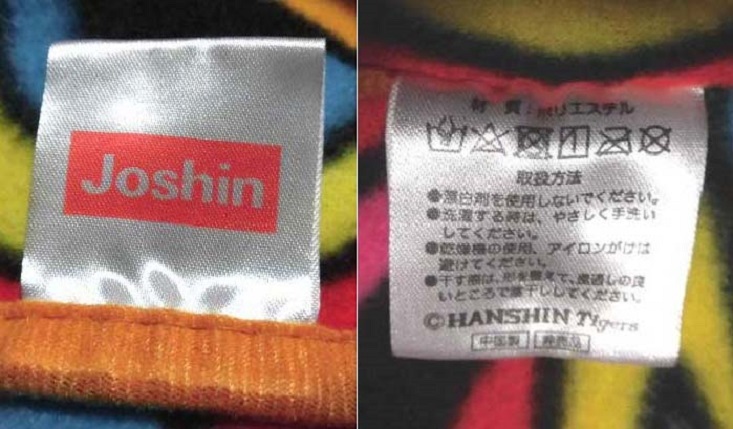 Joshin
材 質：ポリエステル
取扱方法
●漂白剤を使用しないでください。
●洗濯する時は、やさしく手洗い
してください。
●乾燥機の使用、アイロンがけは
避けてください。
●干す際は、形を整えて、風通しの良
いところで陰干ししてください。
©HANSHIN Tigers
中国製 非売品